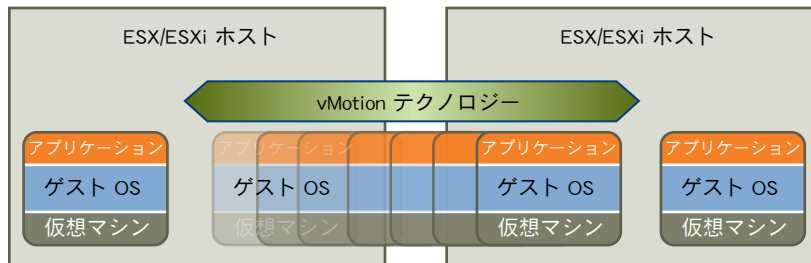 ESX/ESXi ホスト
ESX/ESXi ホスト
vMotion テクノロジー
アプリケーション
ゲスト OS
仮想マシン
アプリケーション
ゲスト OS
仮想マシン
アプリケーション
ゲスト OS
仮想マシン
アプリケーション
ゲスト OS
仮想マシン